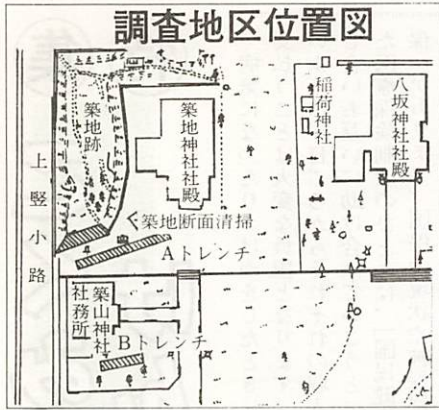 調査地区位置図
上竪小路
築地跡
築地神社社殿
稲荷神社
八坂神社社殿
築地断面清掃
Aトレンチ
築山神社
社務所
Bトレンチ